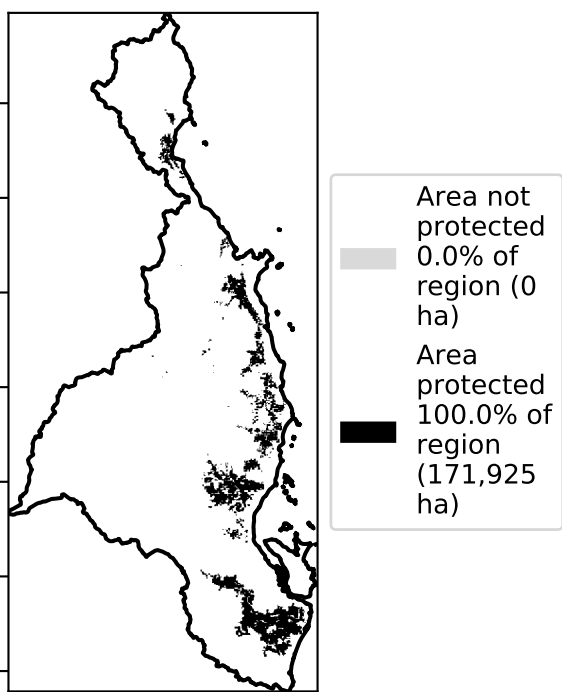 Area not
protected
0.0% of
region (0
ha)
Area
protected
100.0% of
region
(171,925
ha)